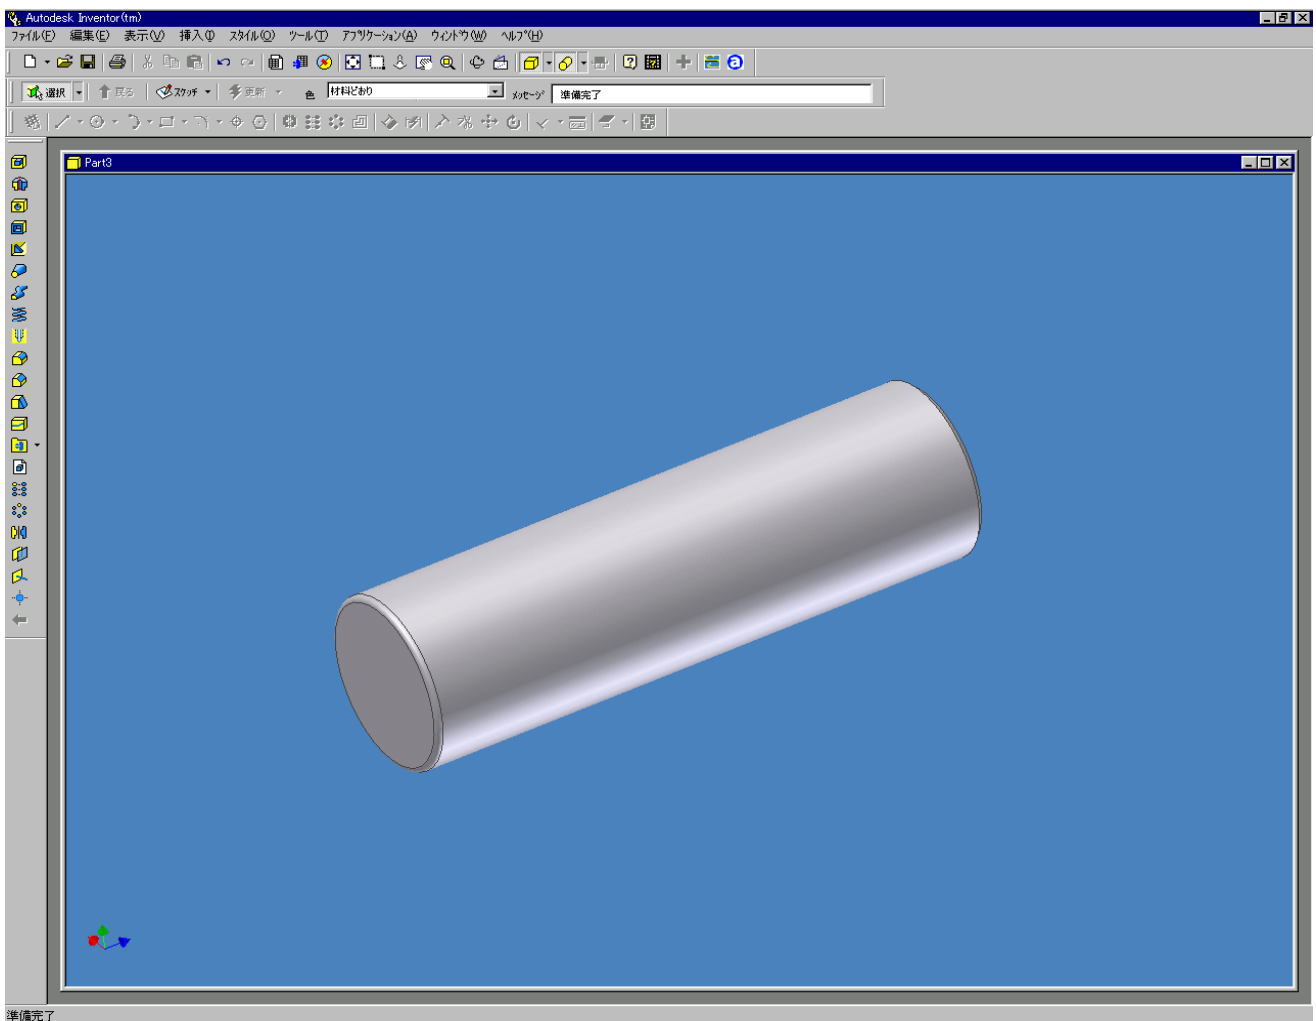 Autodesk Inventor(tm)
ファイル(F) 編集(E) 表示(V) 挿入(I) スタイル(O) ツール(T) アプリケーション(A) ウィンドウ(W) ヘルプ(H)
選択 戻る スケッチ 更新 色 材料どおり メッセージ 準備完了
Part3
準備完了